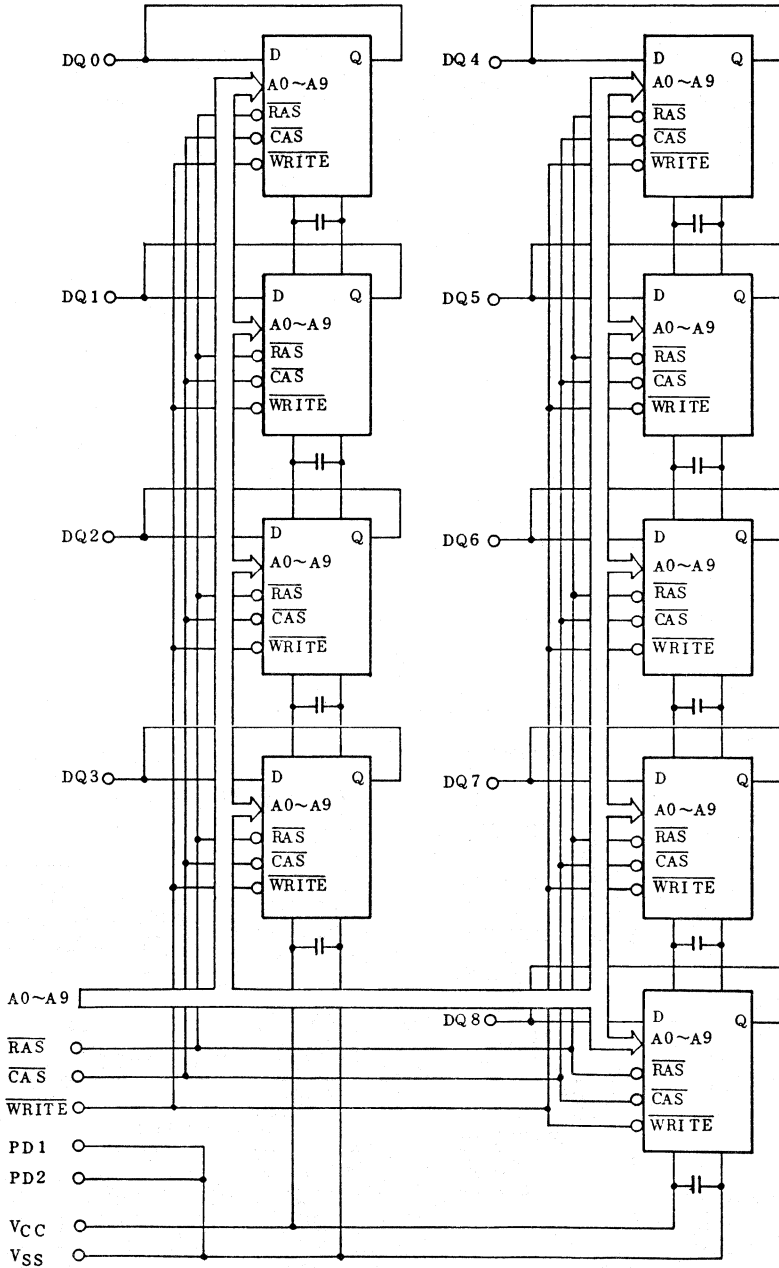 DQ0
D Q
A0~A9
RAS
CAS
WRITE
DQ1
D Q
A0~A9
RAS
CAS
WRITE
DQ2
D Q
A0~A9
RAS
CAS
WRITE
DQ3
D Q
A0~A9
RAS
CAS
WRITE
DQ4
D Q
A0~A9
RAS
CAS
WRITE
DQ5
D Q
A0~A9
RAS
CAS
WRITE
DQ6
D Q
A0~A9
RAS
CAS
WRITE
DQ7
D Q
A0~A9
RAS
CAS
WRITE
DQ8
D Q
A0~A9
RAS
CAS
WRITE
A0~A9
RAS
CAS
WRITE
PD1
PD2
VCC
VSS